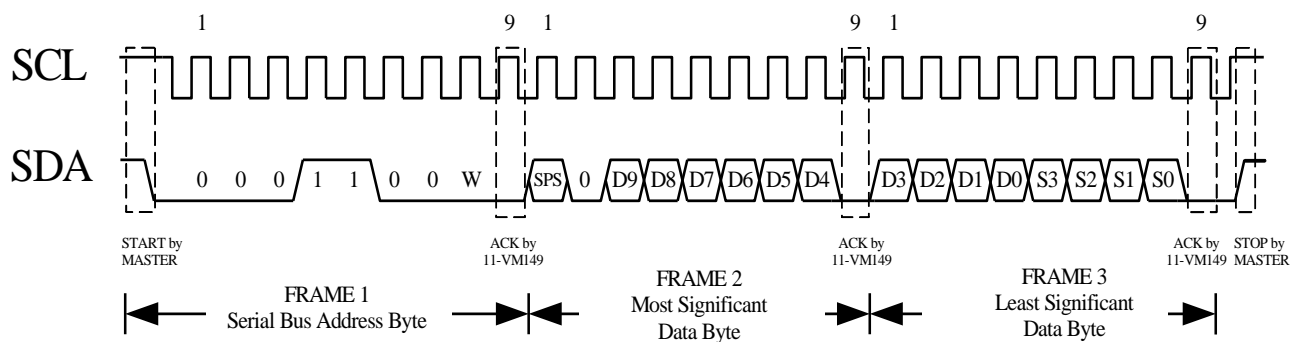 1 9 1 9 1 9
SCL
SDA
0 0 0 1 1 0 0 W SPS 0 D9 D8 D7 D6 D5 D4 D3 D2 D1 D0 S3 S2 S1 S0
START by
MASTER
ACK by
11-VM149
ACK by
11-VM149
ACK by
11-VM149
STOP by
MASTER
FRAME 1
Serial Bus Address Byte
FRAME 2
Most Significant
Data Byte
FRAME 3
Least Significant
Data Byte